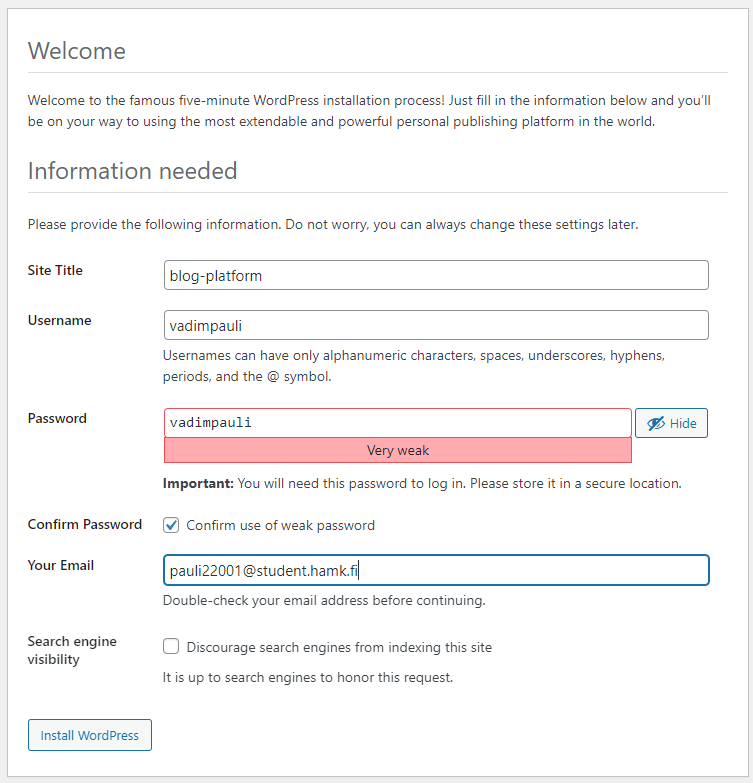 Welcome
Welcome to the famous five-minute WordPress installation process! Just fill in the information below and you’ll
be on your way to using the most extendable and powerful personal publishing platform in the world.
Information needed
Please provide the following information. Do not worry, you can always change these settings later.
Site Title
blog-platform
Username
vadimpauli
Usernames can have only alphanumeric characters, spaces, underscores, hyphens,
periods, and the @ symbol.
Password
vadimpauli
Hide
Very weak
Important: You will need this password to log in. Please store it in a secure location.
Confirm Password
Confirm use of weak password
Your Email
pauli22001@student.hamk.fi
Double-check your email address before continuing.
Search engine
visibility
Discourage search engines from indexing this site
It is up to search engines to honor this request.
Install WordPress